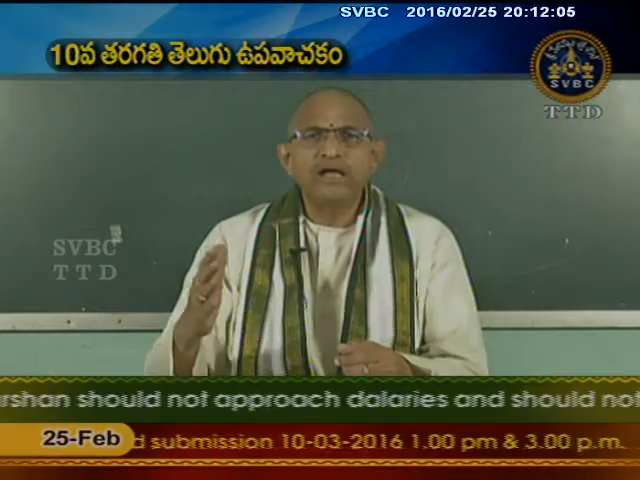 SVBC 2016/02/25 20:12:05
10వ తరగతి తెలుగు ఉపవాచకం
SVBC
TTD
SVBC
TTD
should not approach dalaries and should not
25-Feb
submission 10-03-2016 1.00 pm & 3.00 p.m.